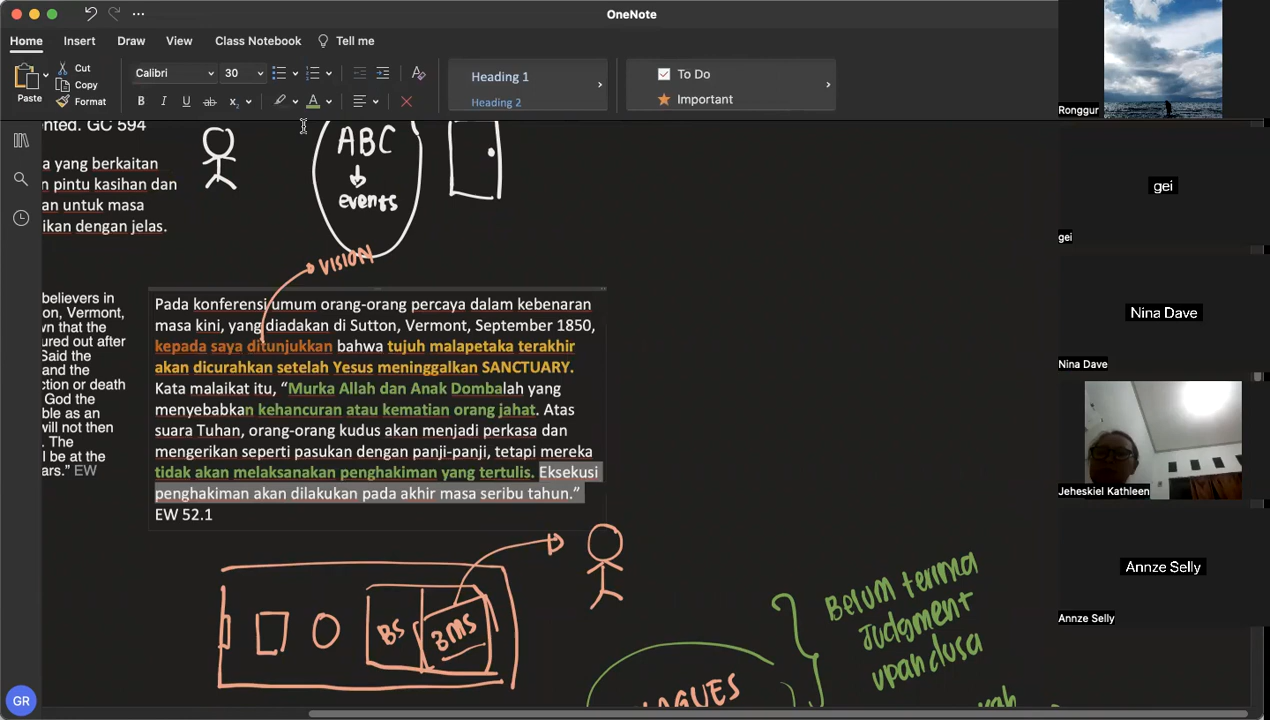 OneNote
Home Insert Draw View Class Notebook Tell me
Paste
Cut
Copy
Format
Calibri 30
B I U ab x
A
Heading 1
Heading 2
To Do
Important
nted. GC 594
a yang berkaitan
n pintu kasihan dan
an untuk masa
ikan dengan jelas.
ABC
events
VISION
believers in
on, Vermont,
wn that the
ured out after
Said the
and the
ction or death
God the
ble as an
will not then
. The
l be at the
ars.” EW
Pada konferensi umum orang-orang percaya dalam kebenaran
masa kini, yang diadakan di Sutton, Vermont, September 1850,
kepada saya ditunjukkan bahwa tujuh malapetaka terakhir
akan dicurahkan setelah Yesus meninggalkan SANCTUARY.
Kata malaikat itu, “Murka Allah dan Anak Dombalah yang
menyebabkan kehancuran atau kematian orang jahat. Atas
suara Tuhan, orang-orang kudus akan menjadi perkasa dan
mengerikan seperti pasukan dengan panji-panji, tetapi mereka
tidak akan melaksanakan penghakiman yang tertulis. Eksekusi
penghakiman akan dilakukan pada akhir masa seribu tahun.”
EW 52.1
BS
BMS
Belum terima
Judgment
upah dosa
GR
Ronggur
gei
gei
Nina Dave
Nina Dave
Jeheskiel Kathleen
Annze Selly
Annze Selly